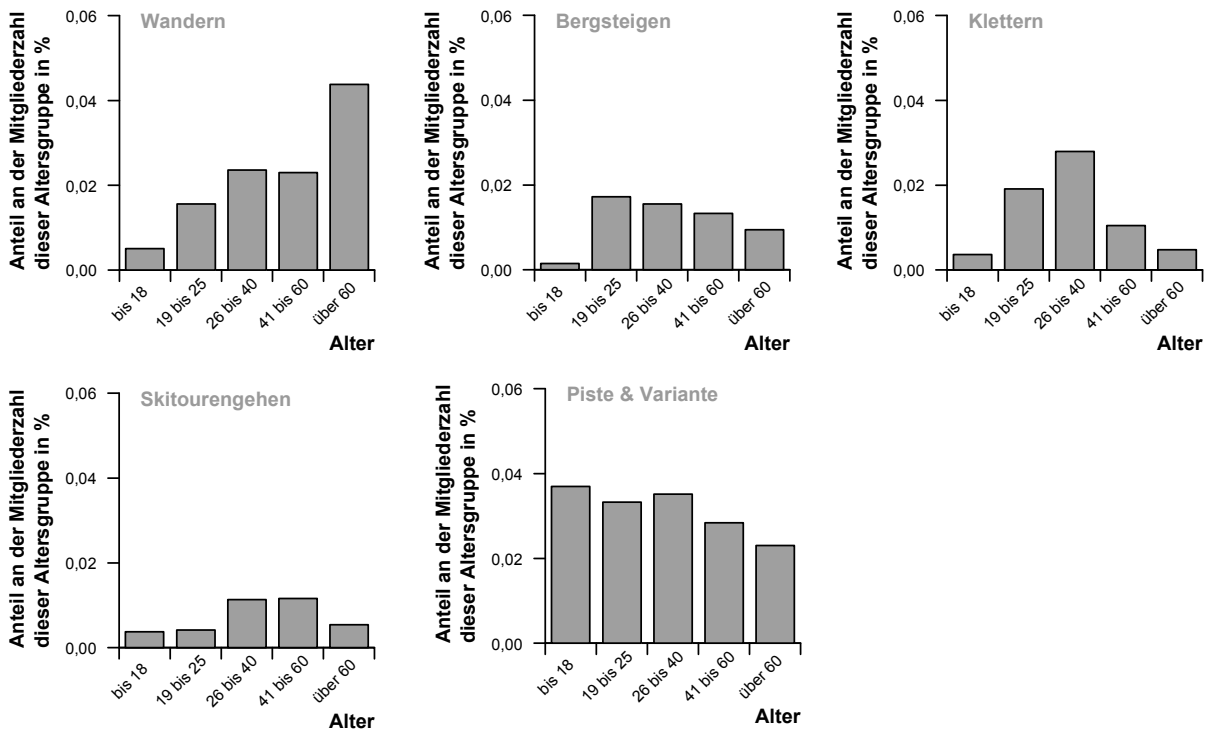 Wandern
Anteil an der Mitgliederzahl
dieser Altersgruppe in %
0,06
0,04
0,02
0,00
bis 18
19 bis 25
26 bis 40
41 bis 60
über 60
Alter
Bergsteigen
Anteil an der Mitgliederzahl
dieser Altersgruppe in %
0,06
0,04
0,02
0,00
bis 18
19 bis 25
26 bis 40
41 bis 60
über 60
Alter
Klettern
Anteil an der Mitgliederzahl
dieser Altersgruppe in %
0,06
0,04
0,02
0,00
bis 18
19 bis 25
26 bis 40
41 bis 60
über 60
Alter
Skitourengehen
Anteil an der Mitgliederzahl
dieser Altersgruppe in %
0,06
0,04
0,02
0,00
bis 18
19 bis 25
26 bis 40
41 bis 60
über 60
Alter
Piste & Variante
Anteil an der Mitgliederzahl
dieser Altersgruppe in %
0,06
0,04
0,02
0,00
bis 18
19 bis 25
26 bis 40
41 bis 60
über 60
Alter